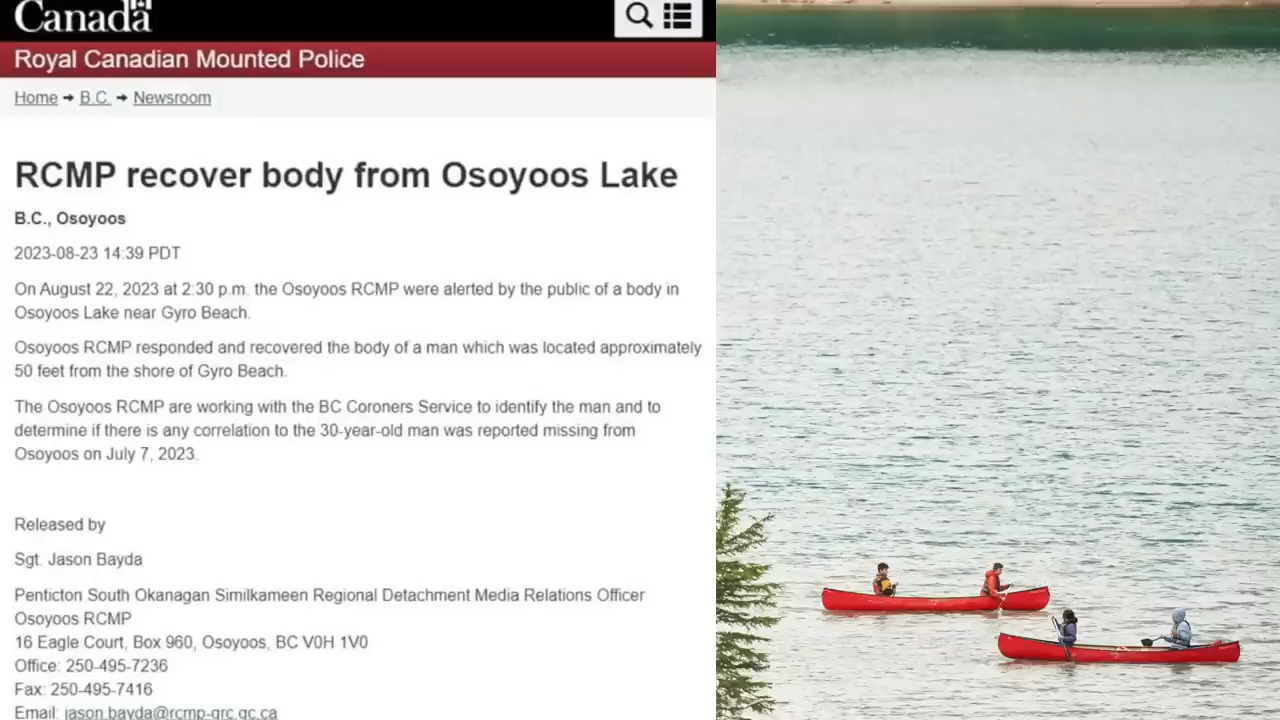 Canada
Royal Canadian Mounted Police
Home → B.C. → Newsroom
RCMP recover body from Osoyoos Lake
B.C., Osoyoos
2023-08-23 14:39 PDT
On August 22, 2023 at 2:30 p.m. the Osoyoos RCMP were alerted by the public of a body in
Osoyoos Lake near Gyro Beach.
Osoyoos RCMP responded and recovered the body of a man which was located approximately
50 feet from the shore of Gyro Beach.
The Osoyoos RCMP are working with the BC Coroners Service to identify the man and to
determine if there is any correlation to the 30-year-old man was reported missing from
Osoyoos on July 7, 2023.
Released by
Sgt. Jason Bayda
Penticton South Okanagan Similkameen Regional Detachment Media Relations Officer
Osoyoos RCMP
16 Eagle Court, Box 960, Osoyoos, BC V0H 1V0
Office: 250-495-7236
Fax: 250-495-7416
Email: jason.bayda@rcmp-grc.gc.ca